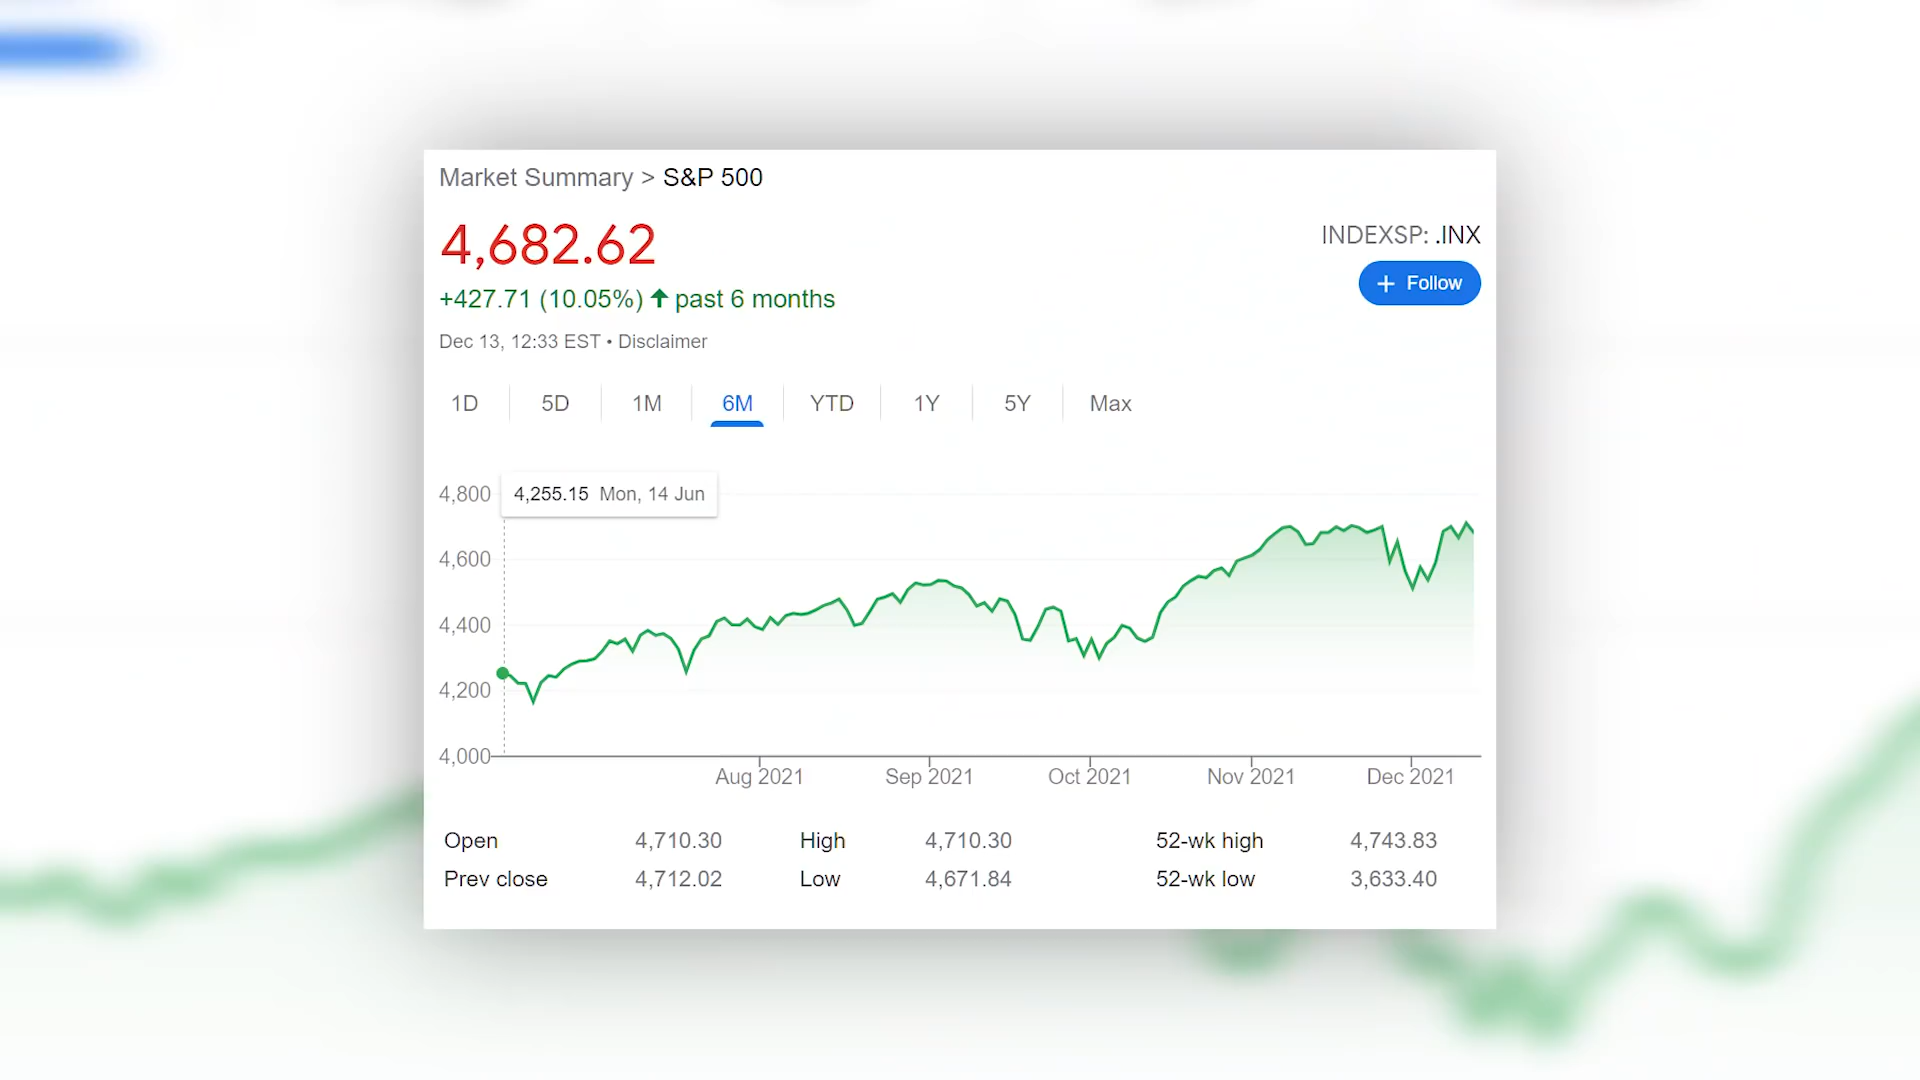 Market Summary > S&P 500
4,682.62
INDEXSP: .INX
+427.71 (10.05%) ↑ past 6 months
+ Follow
Dec 13, 12:33 EST • Disclaimer
1D 5D 1M 6M YTD 1Y 5Y Max
4,800
4,255.15 Mon, 14 Jun
4,600
4,400
4,200
4,000
Aug 2021 Sep 2021 Oct 2021 Nov 2021 Dec 2021
Open 4,710.30 High 4,710.30 52-wk high 4,743.83
Prev close 4,712.02 Low 4,671.84 52-wk low 3,633.40